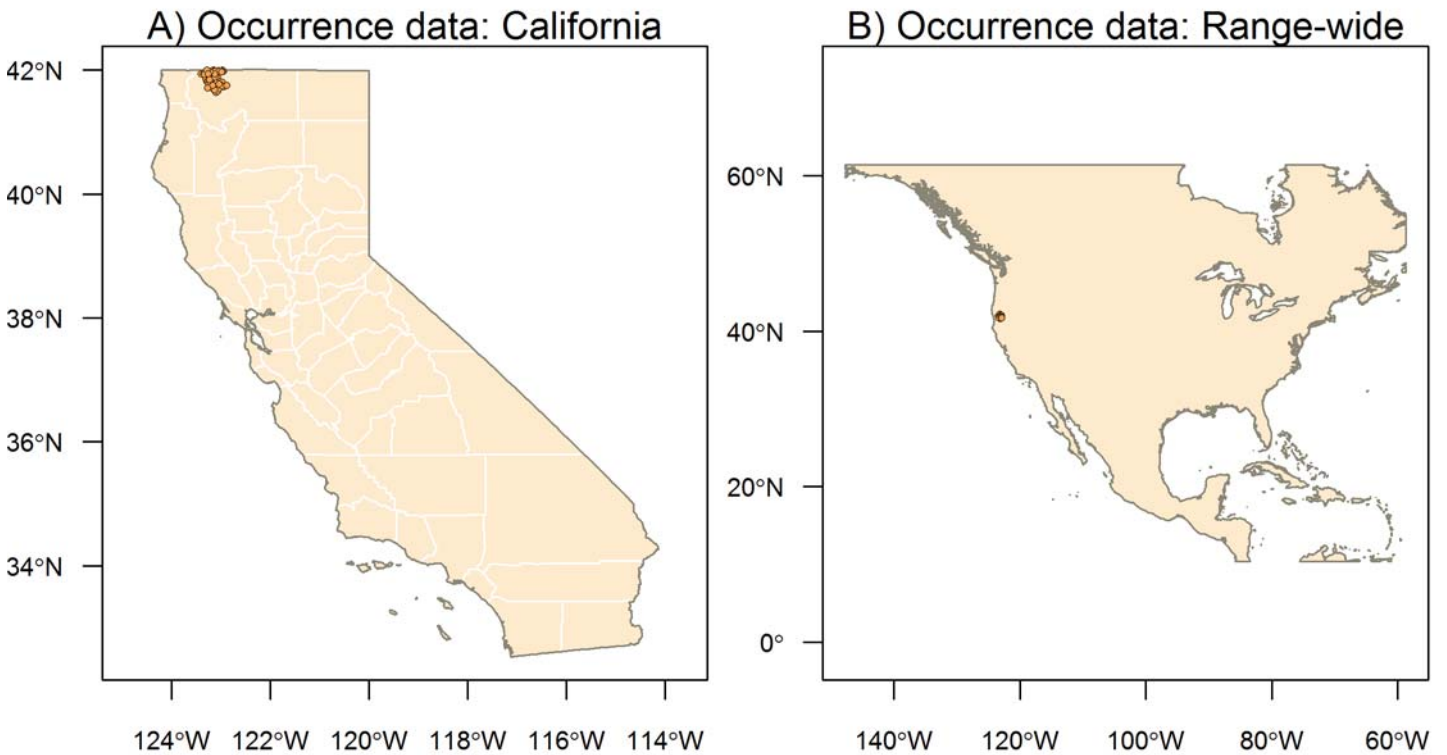 A) Occurrence data: California
42°N
40°N
38°N
36°N
34°N
124°W 122°W 120°W 118°W 116°W 114°W
B) Occurrence data: Range-wide
60°N
40°N
20°N
0°
140°W 120°W 100°W 80°W 60°W